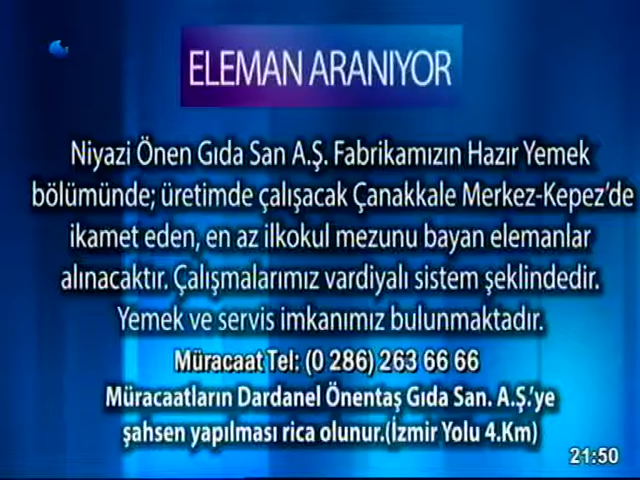 ELEMAN ARANIYOR
Niyazi Önen Gıda San A.Ş. Fabrikamızın Hazır Yemek
bölümünde; üretimde çalışacak Çanakkale Merkez-Kepez'de
ikamet eden, en az ilkokul mezunu bayan elemanlar
alınacaktır. Çalışmalarımız vardiyalı sistem şeklindedir.
Yemek ve servis imkanımız bulunmaktadır.
Müracaat Tel: (0 286) 263 66 66
Müracaatların Dardanel Önentaş Gıda San. A.Ş.'ye
şahsen yapılması rica olunur.(İzmir Yolu 4.Km)
21:50